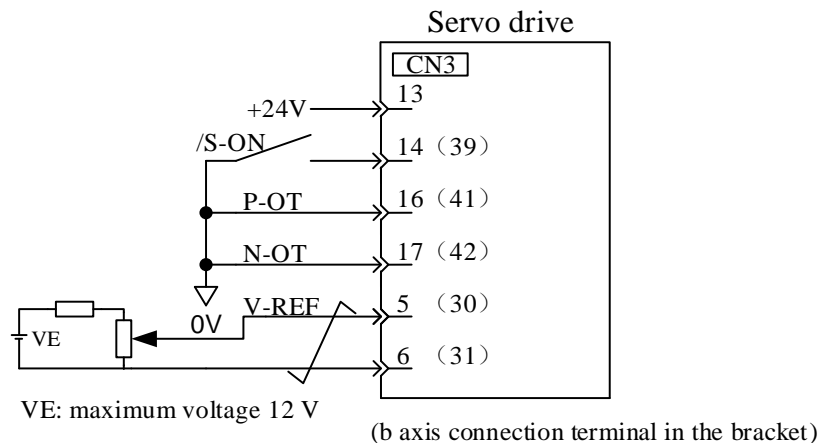 Servo drive
CN3
+24V 13
/S-ON 14（39）
P-OT 16（41）
N-OT 17（42）
V-REF 5（30）
0V
VE
6（31）
VE: maximum voltage 12 V
(b axis connection terminal in the bracket)